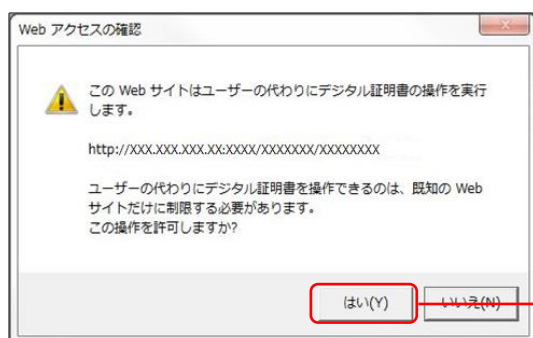 Web アクセスの確認
この Web サイトはユーザーの代わりにデジタル証明書の操作を実行
します。
http://XXX.XXX.XXX.XX:XXXX/XXXXXXX/XXXXXXXX
ユーザーの代わりにデジタル証明書を操作できるのは、既知の Web
サイトだけに制限する必要があります。
この操作を許可しますか?
はい(Y)
いいえ(N)